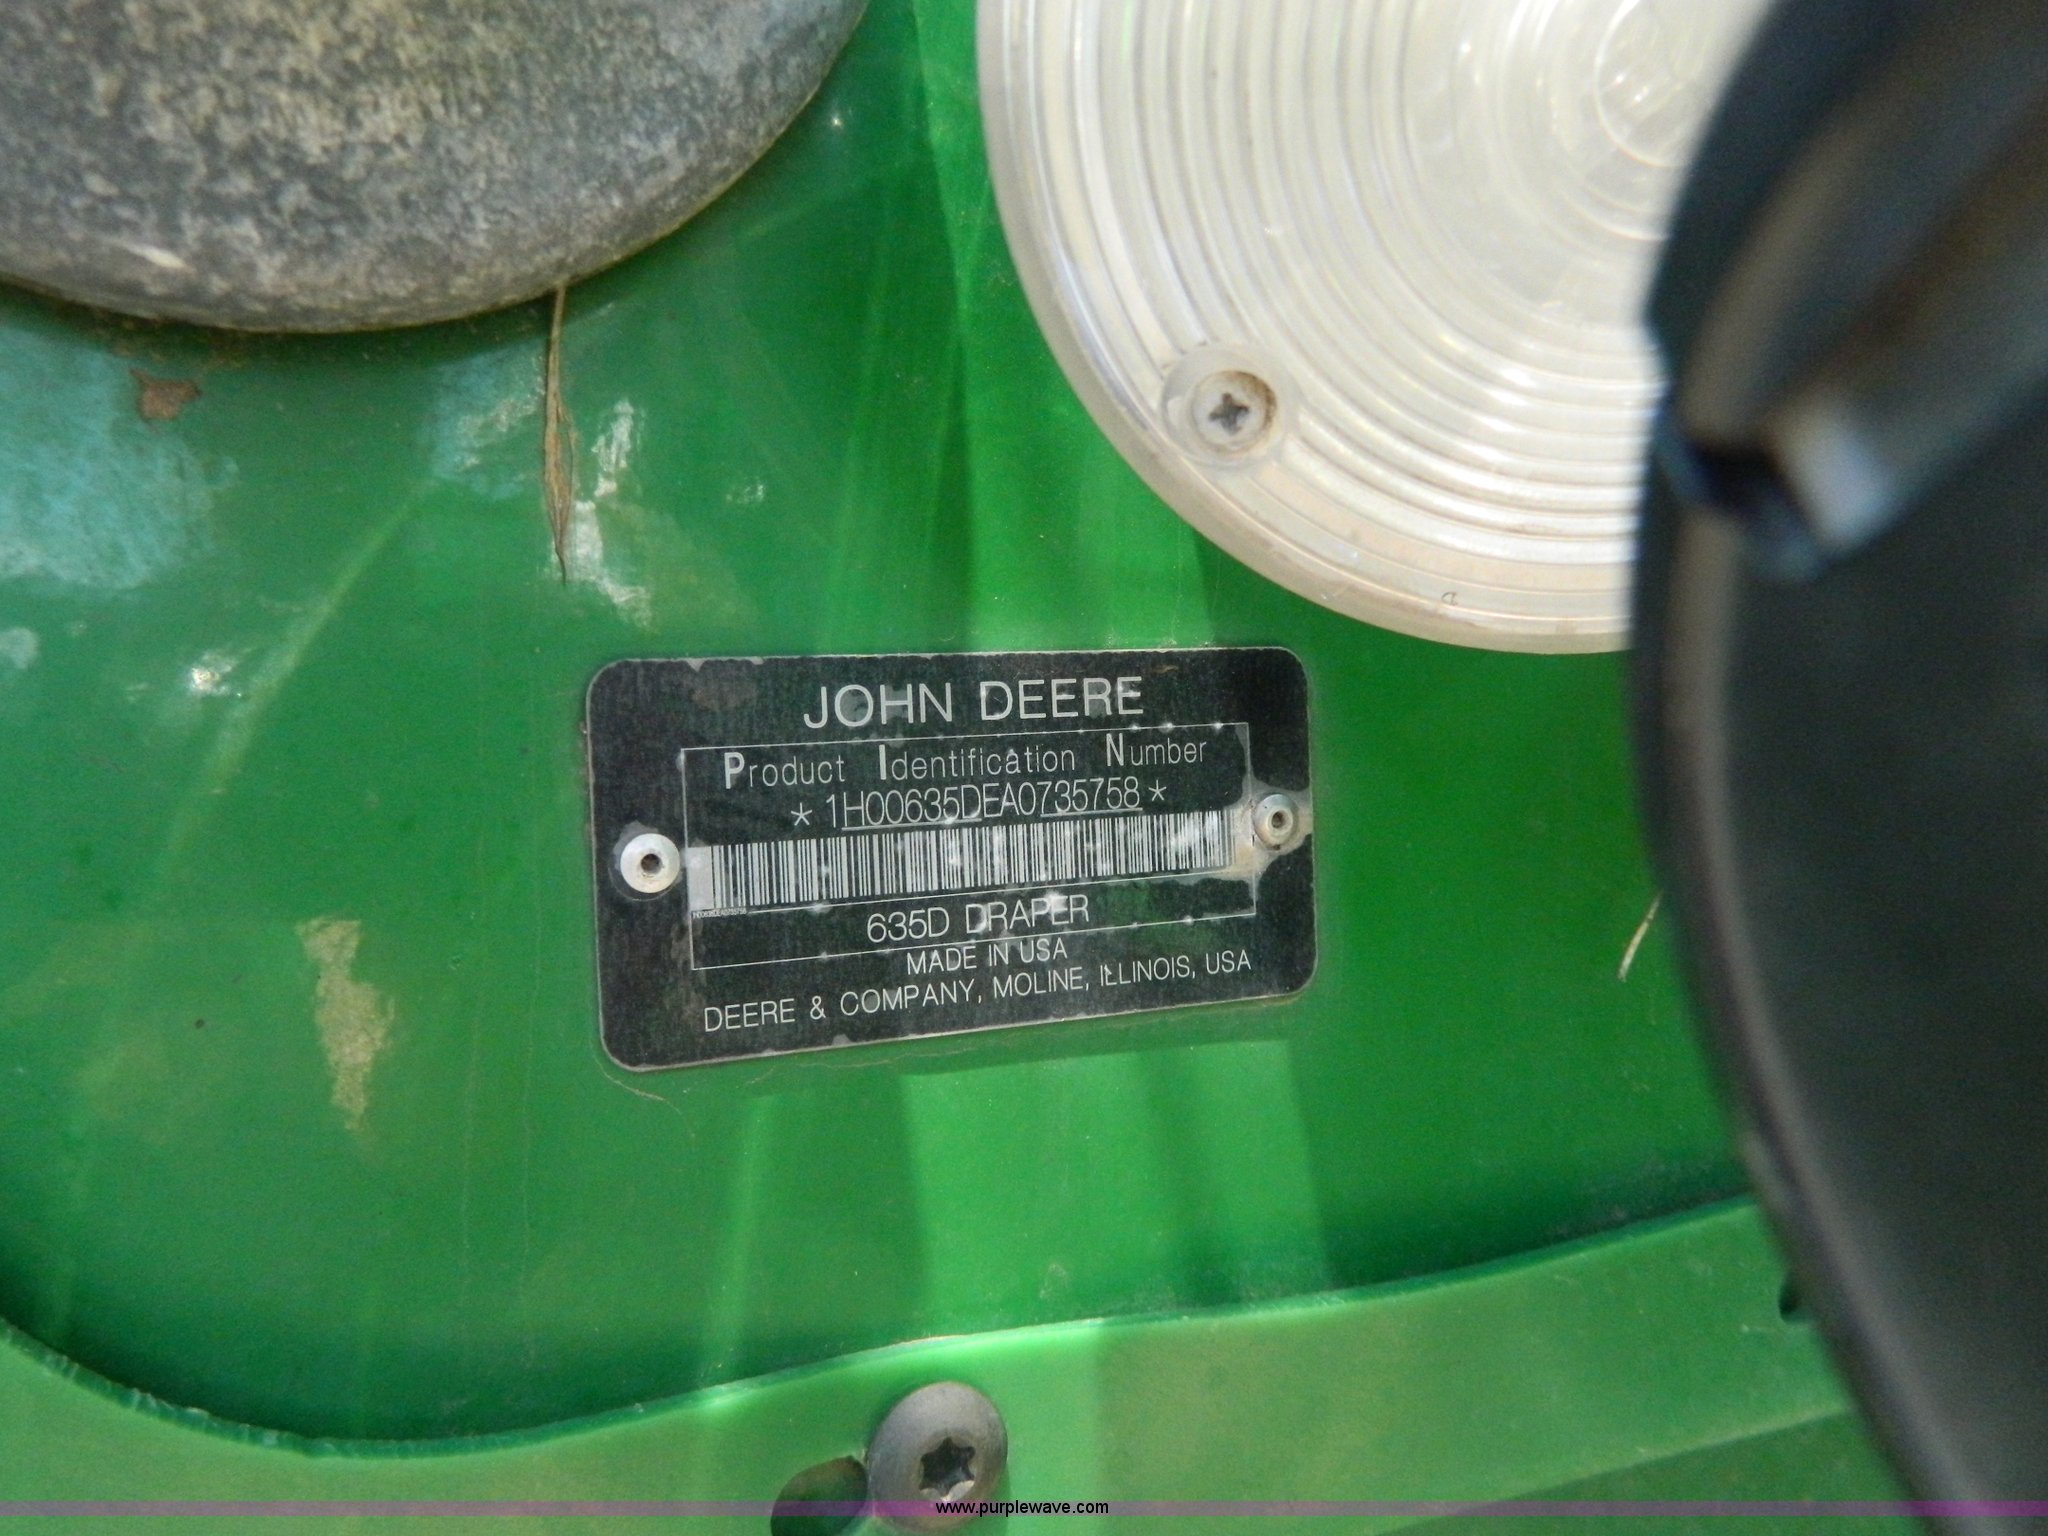 JOHN DEERE
Product Identification Number
* 1H00635DEA0735758 *
H00635DEA0735758
635D DRAPER
MADE IN USA
DEERE & COMPANY, MOLINE, ILLINOIS, USA
www.purplewave.com